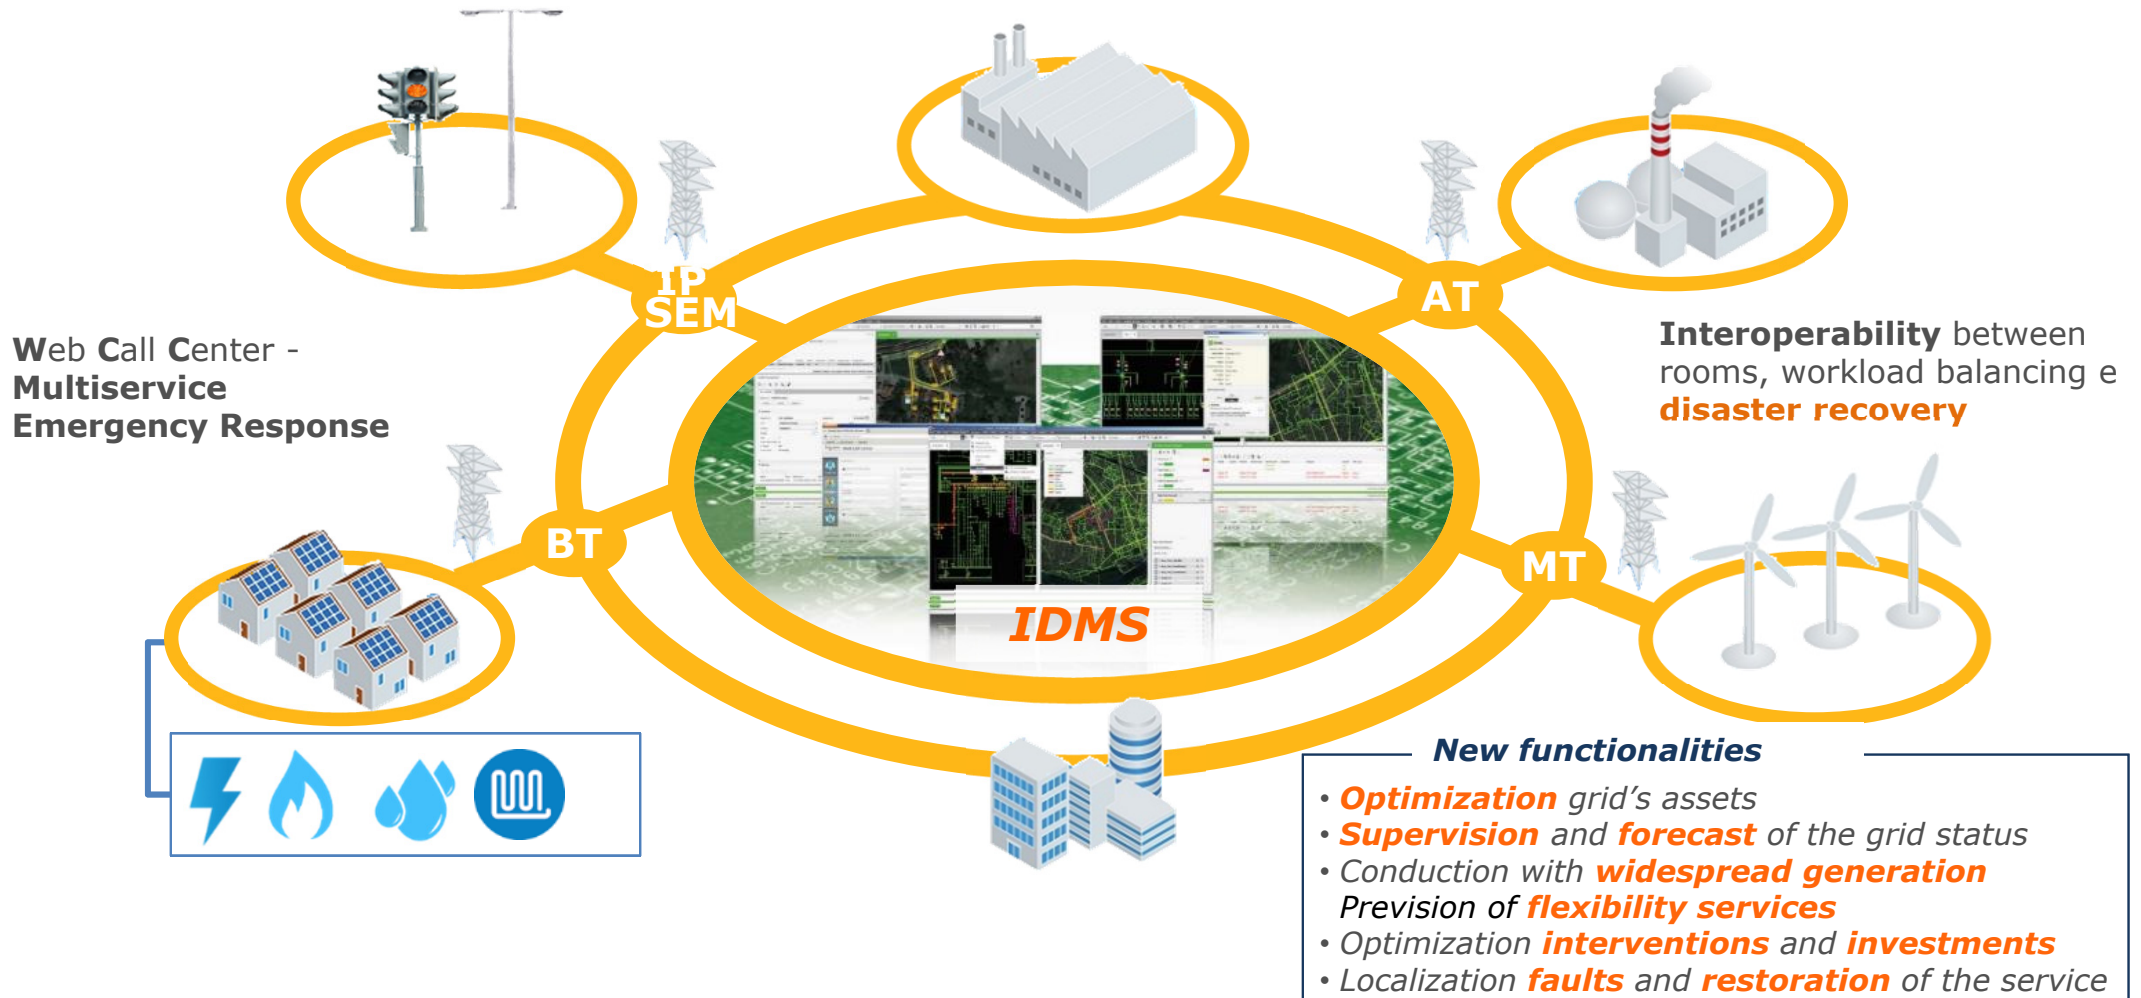 IP
SEM
AT
Web Call Center -
Multiservice
Emergency Response
Interoperability between
rooms, workload balancing e
disaster recovery
BT
MT
IDMS
New functionalities
• Optimization grid's assets
• Supervision and forecast of the grid status
• Conduction with widespread generation
Prevision of flexibility services
• Optimization interventions and investments
• Localization faults and restoration of the service